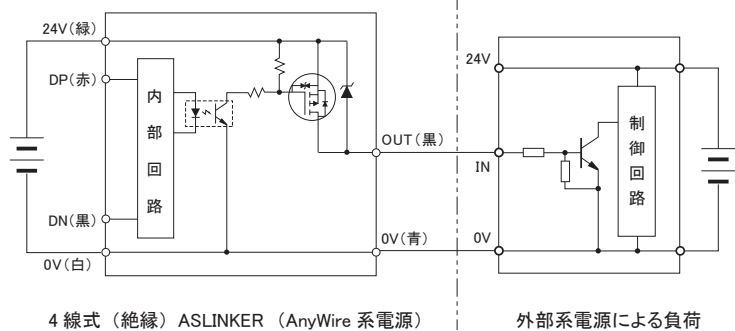 24V(緑)
DP(赤)
内部回路
DN(黒)
0V(白)
OUT(黒)
0V(青)
24V
IN
0V
制御回路
4 線式 (絶縁) ASLINKER (AnyWire 系電源)
外部系電源による負荷